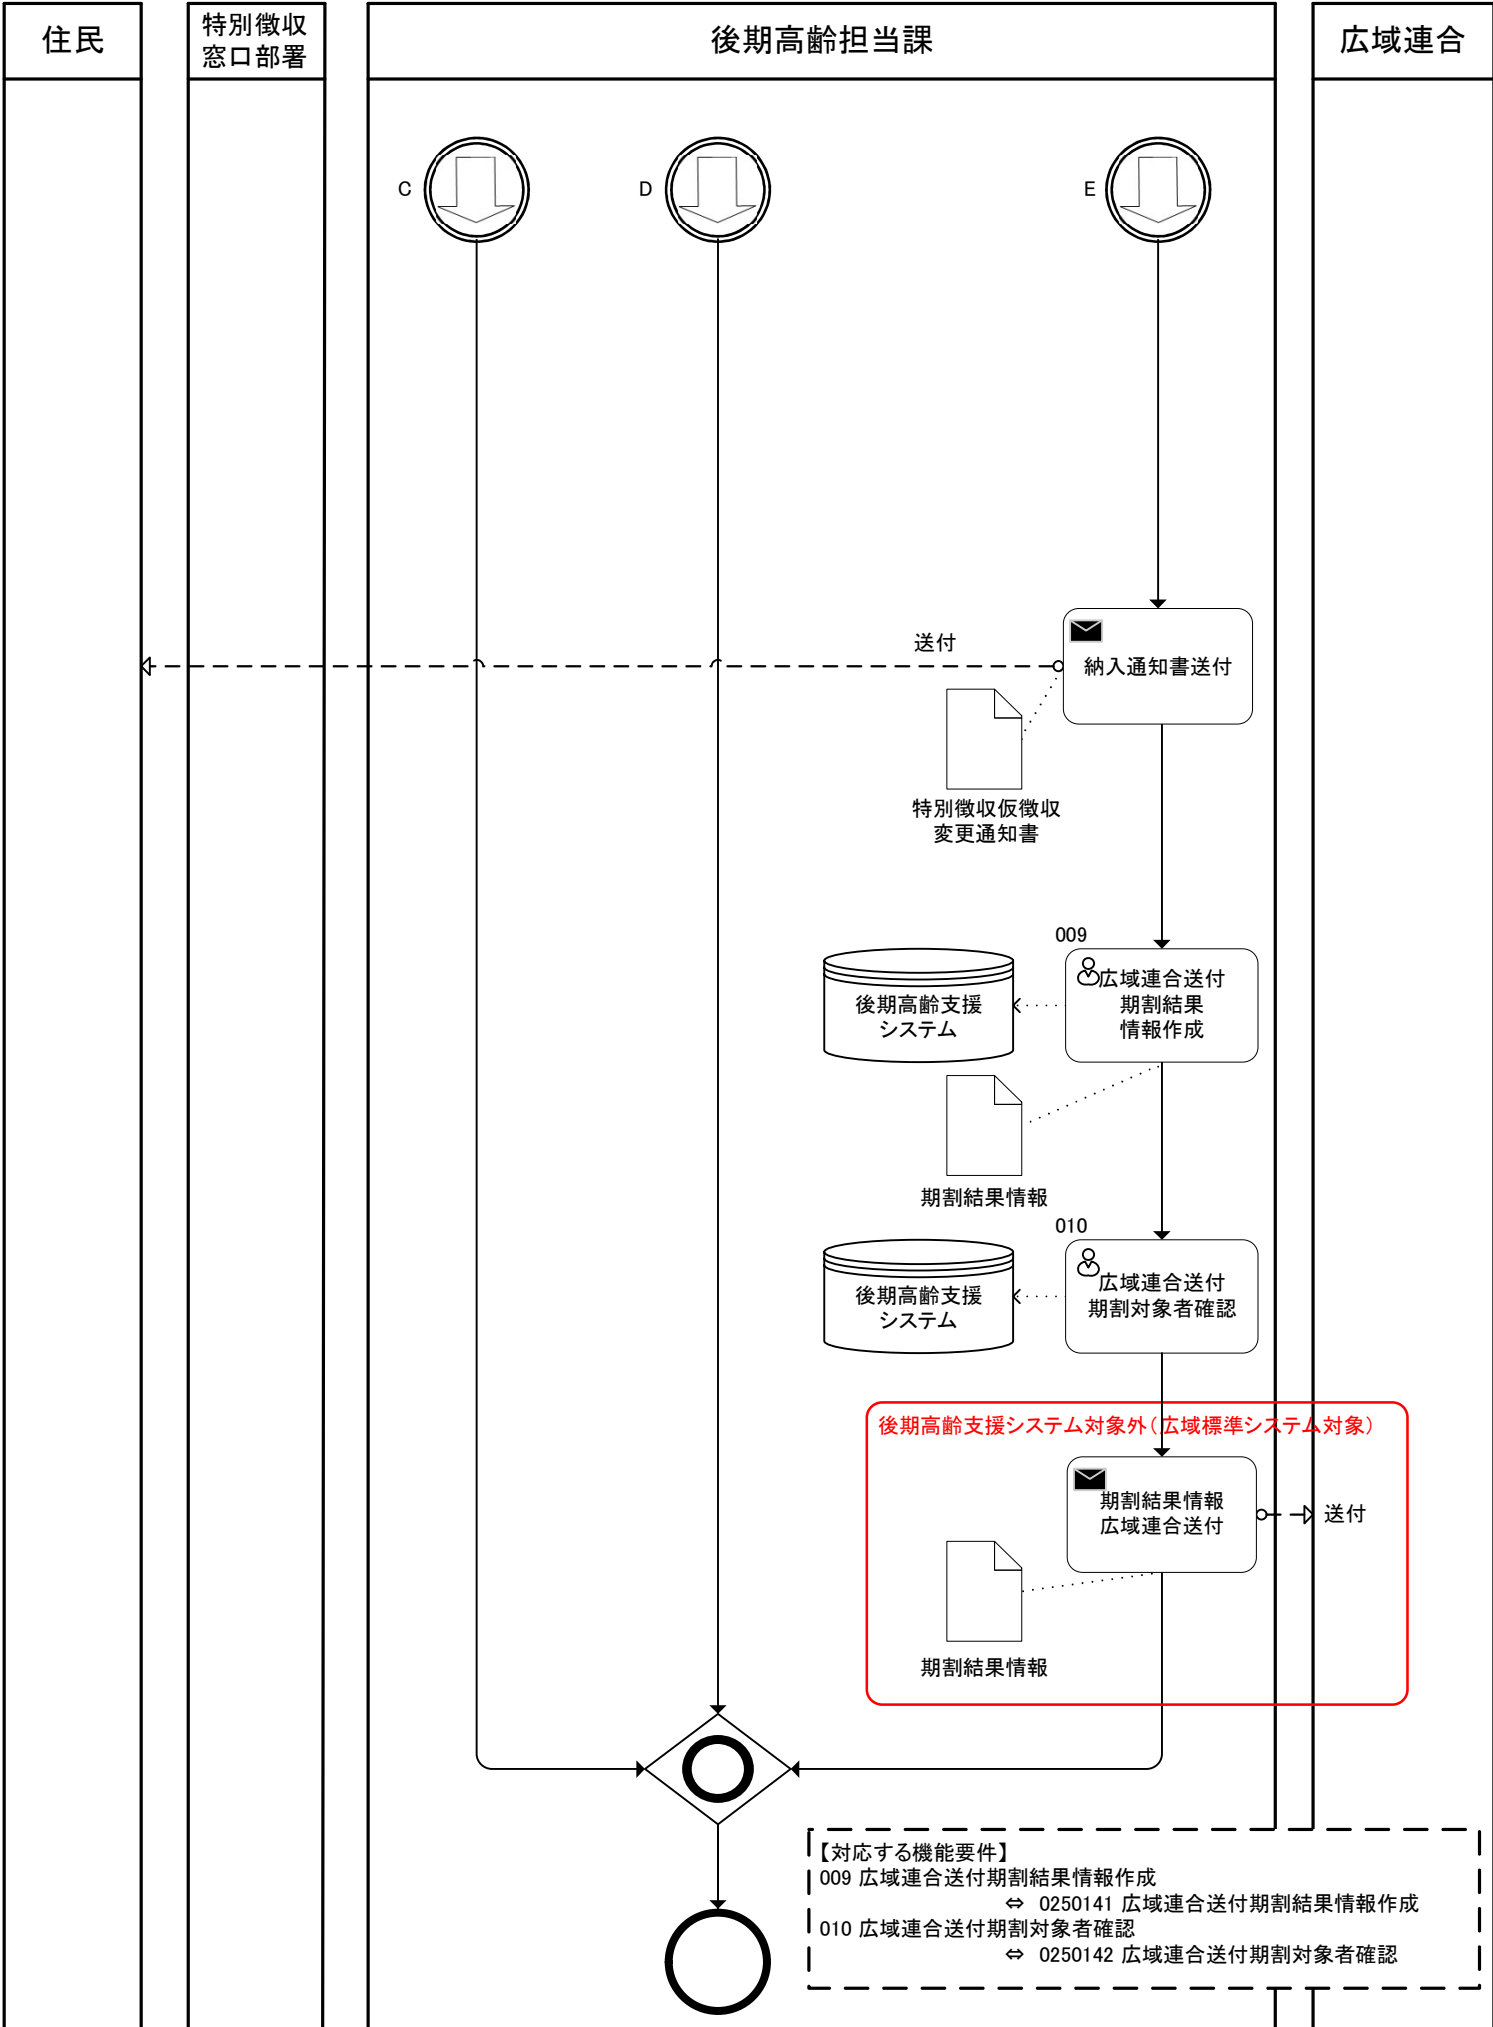 住民
特別徴収
窓口部署
後期高齢担当課
広域連合
C
D
E
送付
納入通知書送付
特別徴収仮徴収
変更通知書
009
広域連合送付
期割結果
情報作成
後期高齢支援
システム
期割結果情報
010
広域連合送付
期割対象者確認
後期高齢支援
システム
後期高齢支援システム対象外（広域標準システム対象）
期割結果情報
広域連合送付
送付
期割結果情報
【対応する機能要件】
009 広域連合送付期割結果情報作成
⇔ 0250141 広域連合送付期割結果情報作成
010 広域連合送付期割対象者確認
⇔ 0250142 広域連合送付期割対象者確認